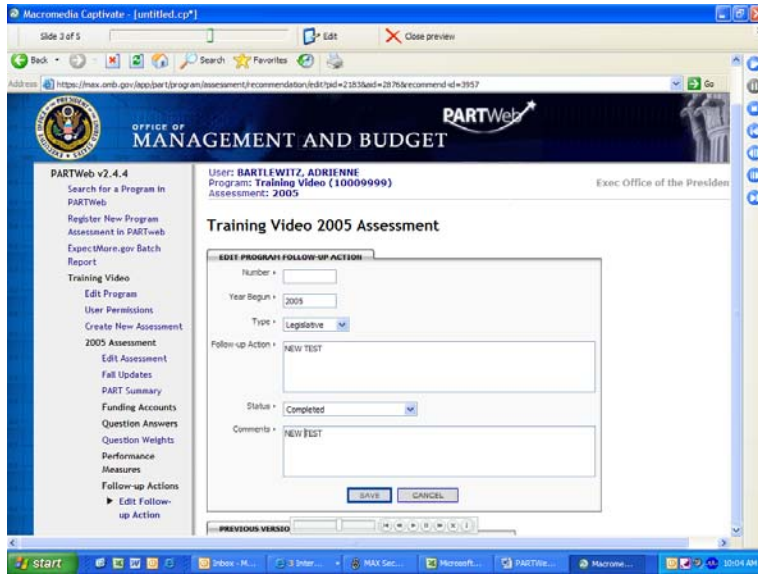 Macromedia Captivate - [untitled.cp*]
Slide 3 of 5
Edit
Close preview
Back
Search
Favorites
Address
https://max.omb.gov/app/part/program/assessment/recommendation/edit?pid=2183&aid=2876&recommend-id=3957
Go
OFFICE OF
MANAGEMENT AND BUDGET
PARTWeb
PARTWeb v2.4.4
Search for a Program in
PARTWeb
Register New Program
Assessment in PARTweb
ExpectMore.gov Batch
Report
Training Video
Edit Program
User Permissions
Create New Assessment
2005 Assessment
Edit Assessment
Fall Updates
PART Summary
Funding Accounts
Question Answers
Question Weights
Performance
Measures
Follow-up Actions
Edit Follow-
up Action
User: BARTLEWITZ, ADRIENNE
Program: Training Video (10009999)
Assessment: 2005
Exec Office of the Presiden
Training Video 2005 Assessment
EDIT PROGRAM FOLLOW-UP ACTION
Number
Year Begun
2005
Type
Legislative
Follow-up Action
NEW TEST
Status
Completed
Comments
NEW TEST
SAVE
CANCEL
PREVIOUS VERSIO
start
Inbox - M...
3 Inter...
MAX Sec...
Microsoft...
PARTWe...
Macrome...
10:04 AM